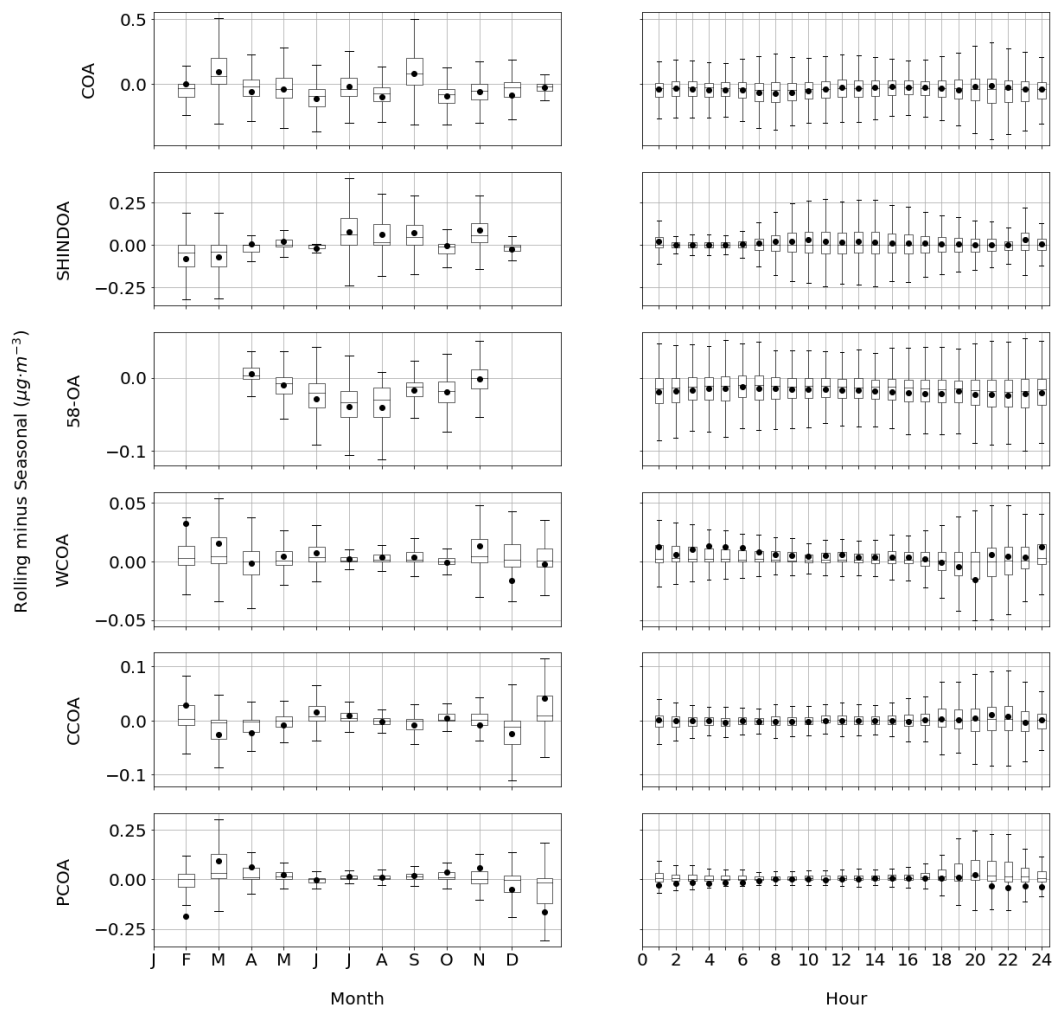 Rolling minus Seasonal (μg·m⁻³)
COA
0.5
0.0
SHINDOA
0.25
0.00
−0.25
58-OA
0.0
−0.1
WCOA
0.05
0.00
−0.05
CCOA
0.1
0.0
−0.1
PCOA
0.25
0.00
−0.25
J F M A M J J A S O N D
0 2 4 6 8 10 12 14 16 18 20 22 24
Month
Hour